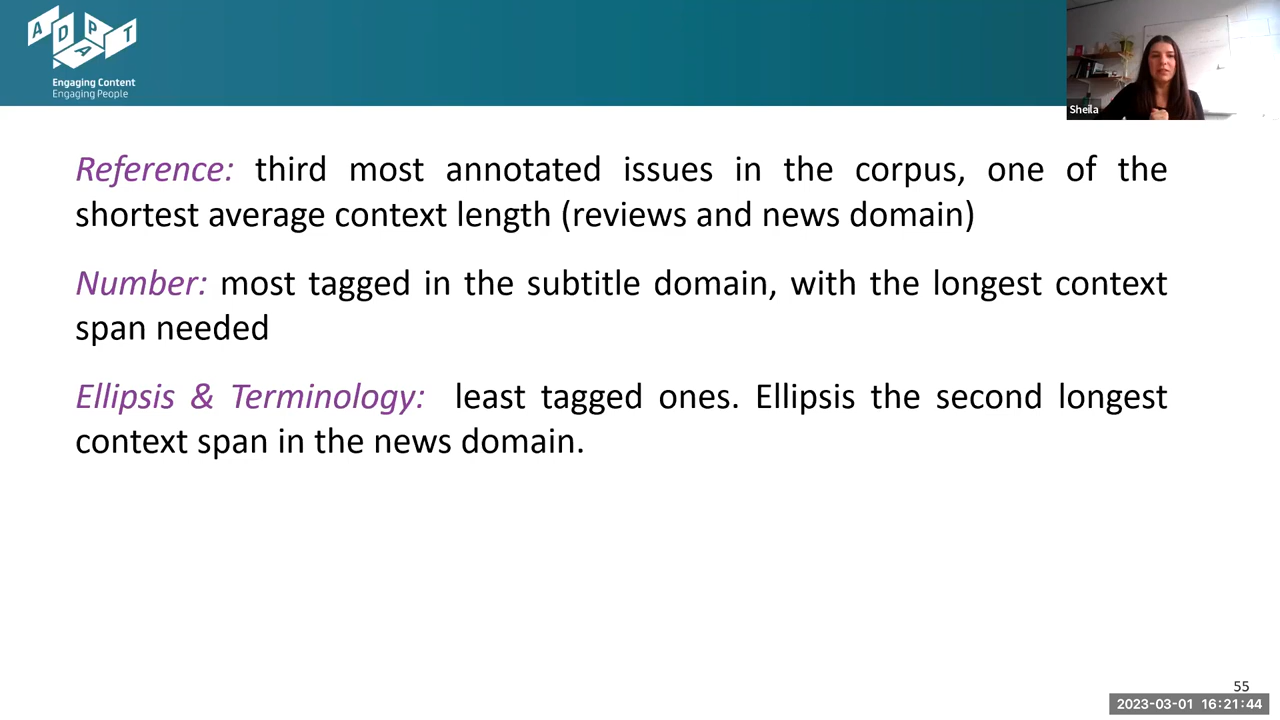 ADAPT
Engaging Content
Engaging People
Sheila
Reference: third most annotated issues in the corpus, one of the
shortest average context length (reviews and news domain)
Number: most tagged in the subtitle domain, with the longest context
span needed
Ellipsis & Terminology: least tagged ones. Ellipsis the second longest
context span in the news domain.
55
2023-03-01 16:21:44